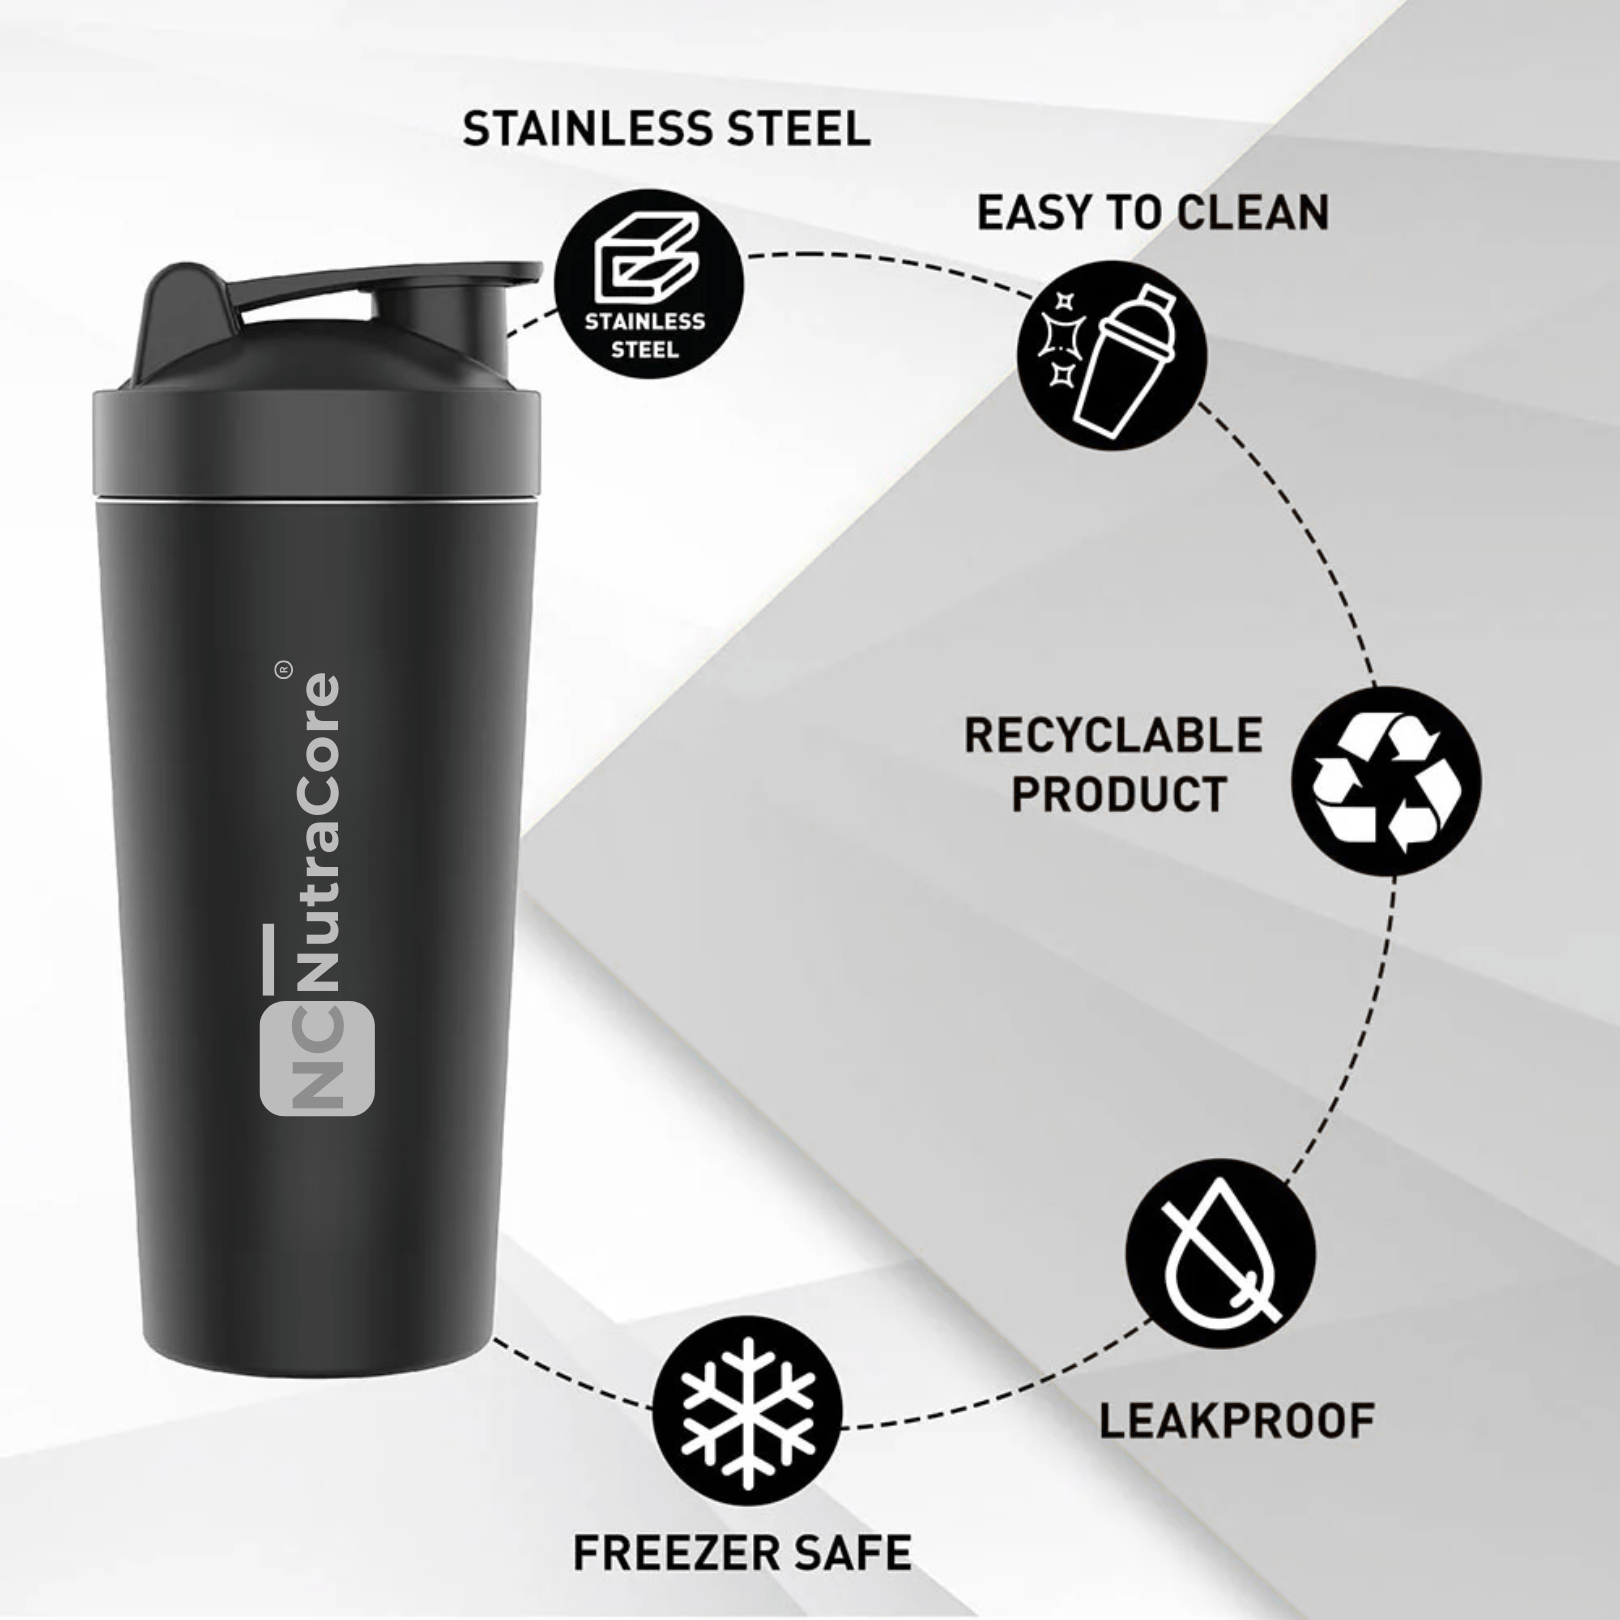 STAINLESS STEEL
STAINLESS
STEEL
EASY TO CLEAN
RECYCLABLE
PRODUCT
LEAKPROOF
FREEZER SAFE
NC NutraCore®